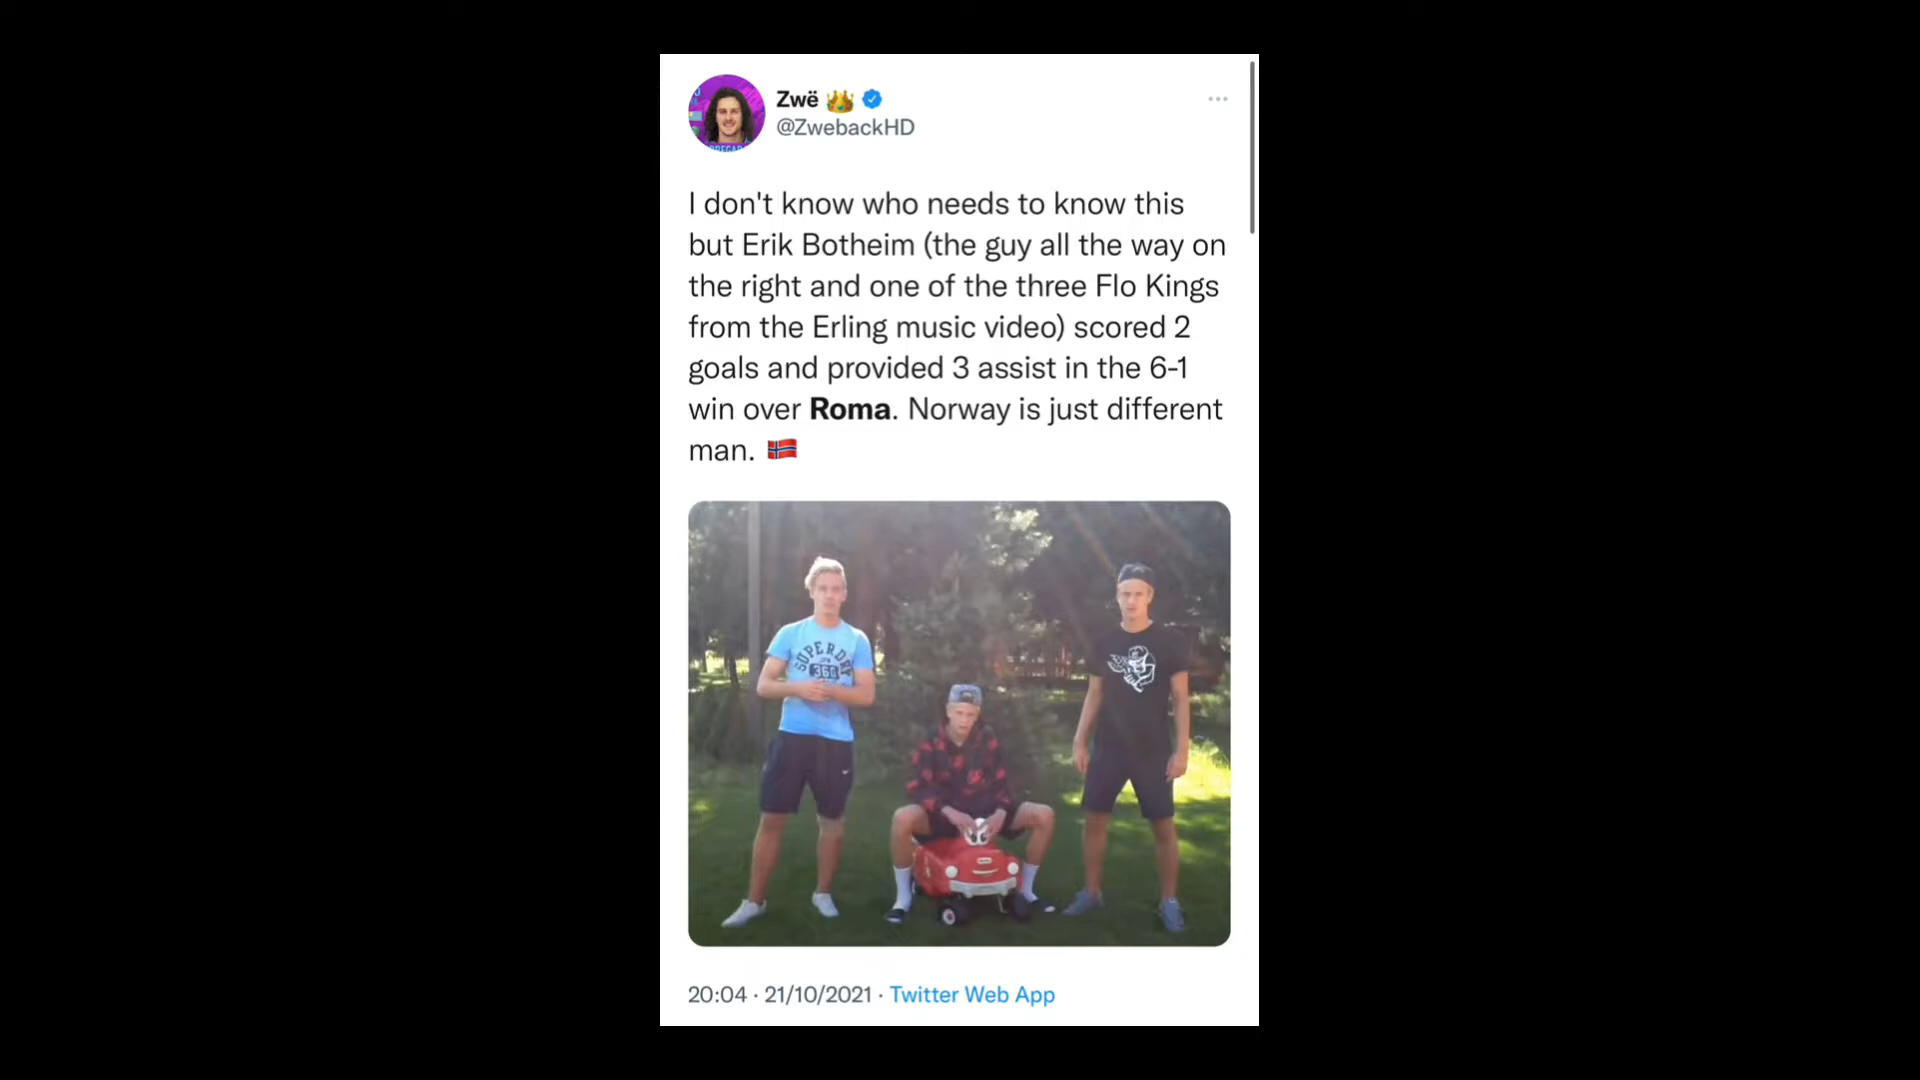 Zwë 👑
@ZwebackHD
I don't know who needs to know this
but Erik Botheim (the guy all the way on
the right and one of the three Flo Kings
from the Erling music video) scored 2
goals and provided 3 assist in the 6-1
win over Roma. Norway is just different
man. 🇳🇴
SUPERDRY
360
20:04 · 21/10/2021 · Twitter Web App